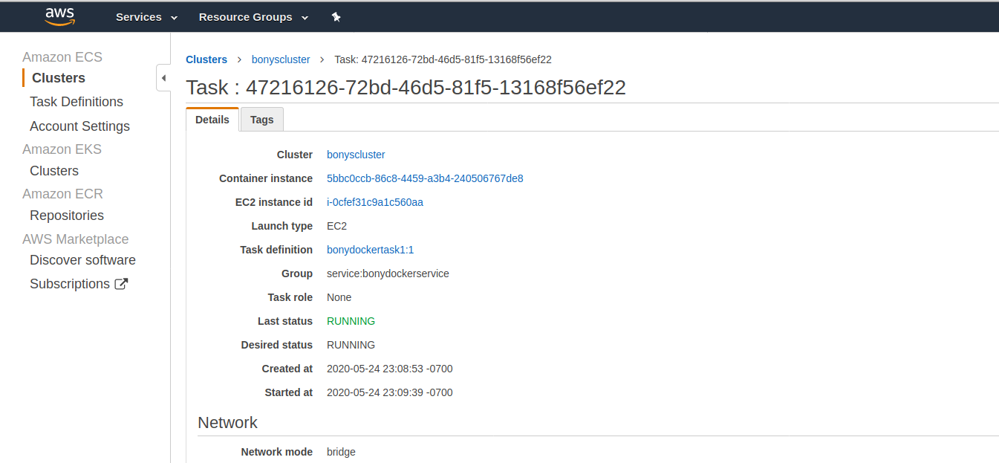 aws Services Resource Groups
Amazon ECS
Clusters
Task Definitions
Account Settings
Amazon EKS
Clusters
Amazon ECR
Repositories
AWS Marketplace
Discover software
Subscriptions
Clusters > bonyscluster > Task: 47216126-72bd-46d5-81f5-13168f56ef22
Task : 47216126-72bd-46d5-81f5-13168f56ef22
Details Tags
Cluster bonyscluster
Container instance 5bbc0ccb-86c8-4459-a3b4-240506767de8
EC2 instance id i-0cfef31c9a1c560aa
Launch type EC2
Task definition bonydockertask1:1
Group service:bonydockerservice
Task role None
Last status RUNNING
Desired status RUNNING
Created at 2020-05-24 23:08:53 -0700
Started at 2020-05-24 23:09:39 -0700
Network
Network mode bridge